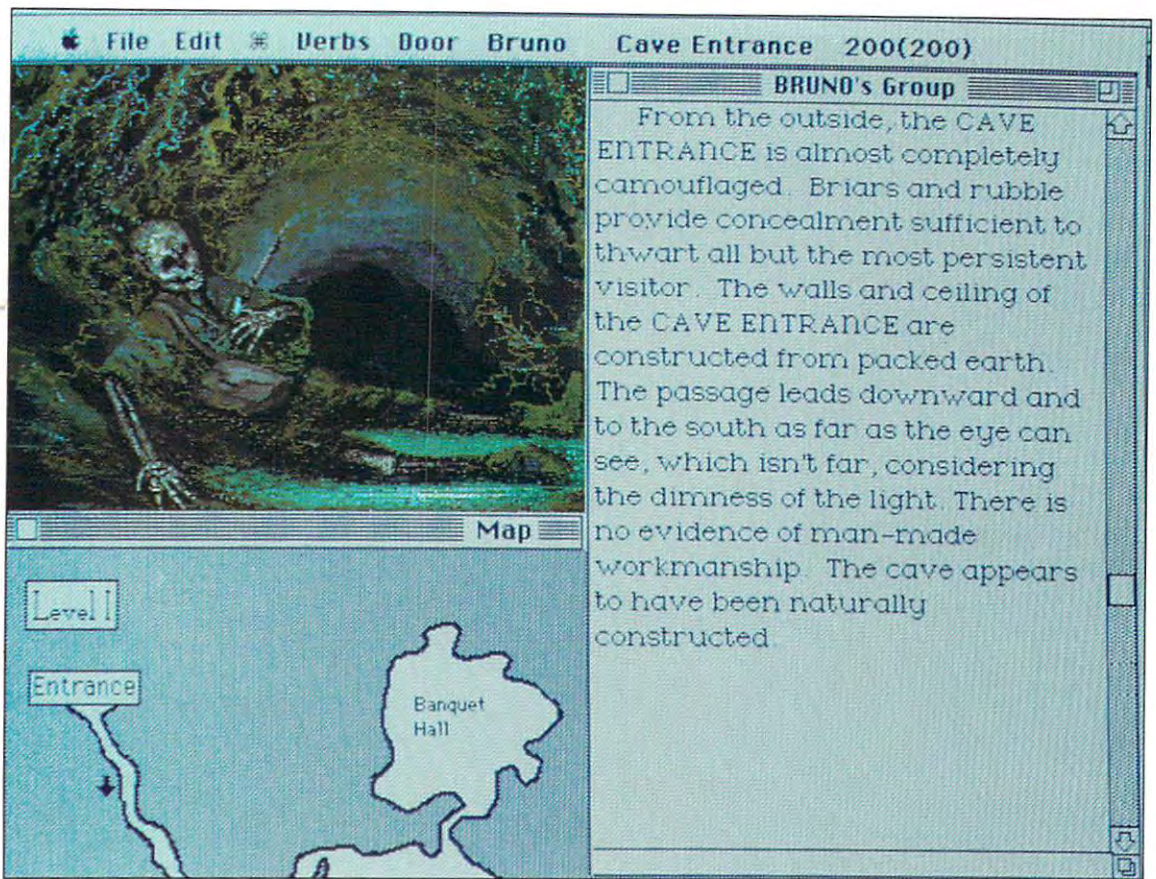 File Edit ⌘ Verbs Door Bruno Cave Entrance 200(200)
BRUNO's Group
From the outside, the CAVE
ENTRANCE is almost completely
camouflaged. Briars and rubble
provide concealment sufficient to
thwart all but the most persistent
visitor. The walls and ceiling of
the CAVE ENTRANCE are
constructed from packed earth.
The passage leads downward and
to the south as far as the eye can
see, which isn't far, considering
the dimness of the light. There is
no evidence of man-made
workmanship. The cave appears
to have been naturally
constructed.
Map
Level I
Entrance
Banquet
Hall